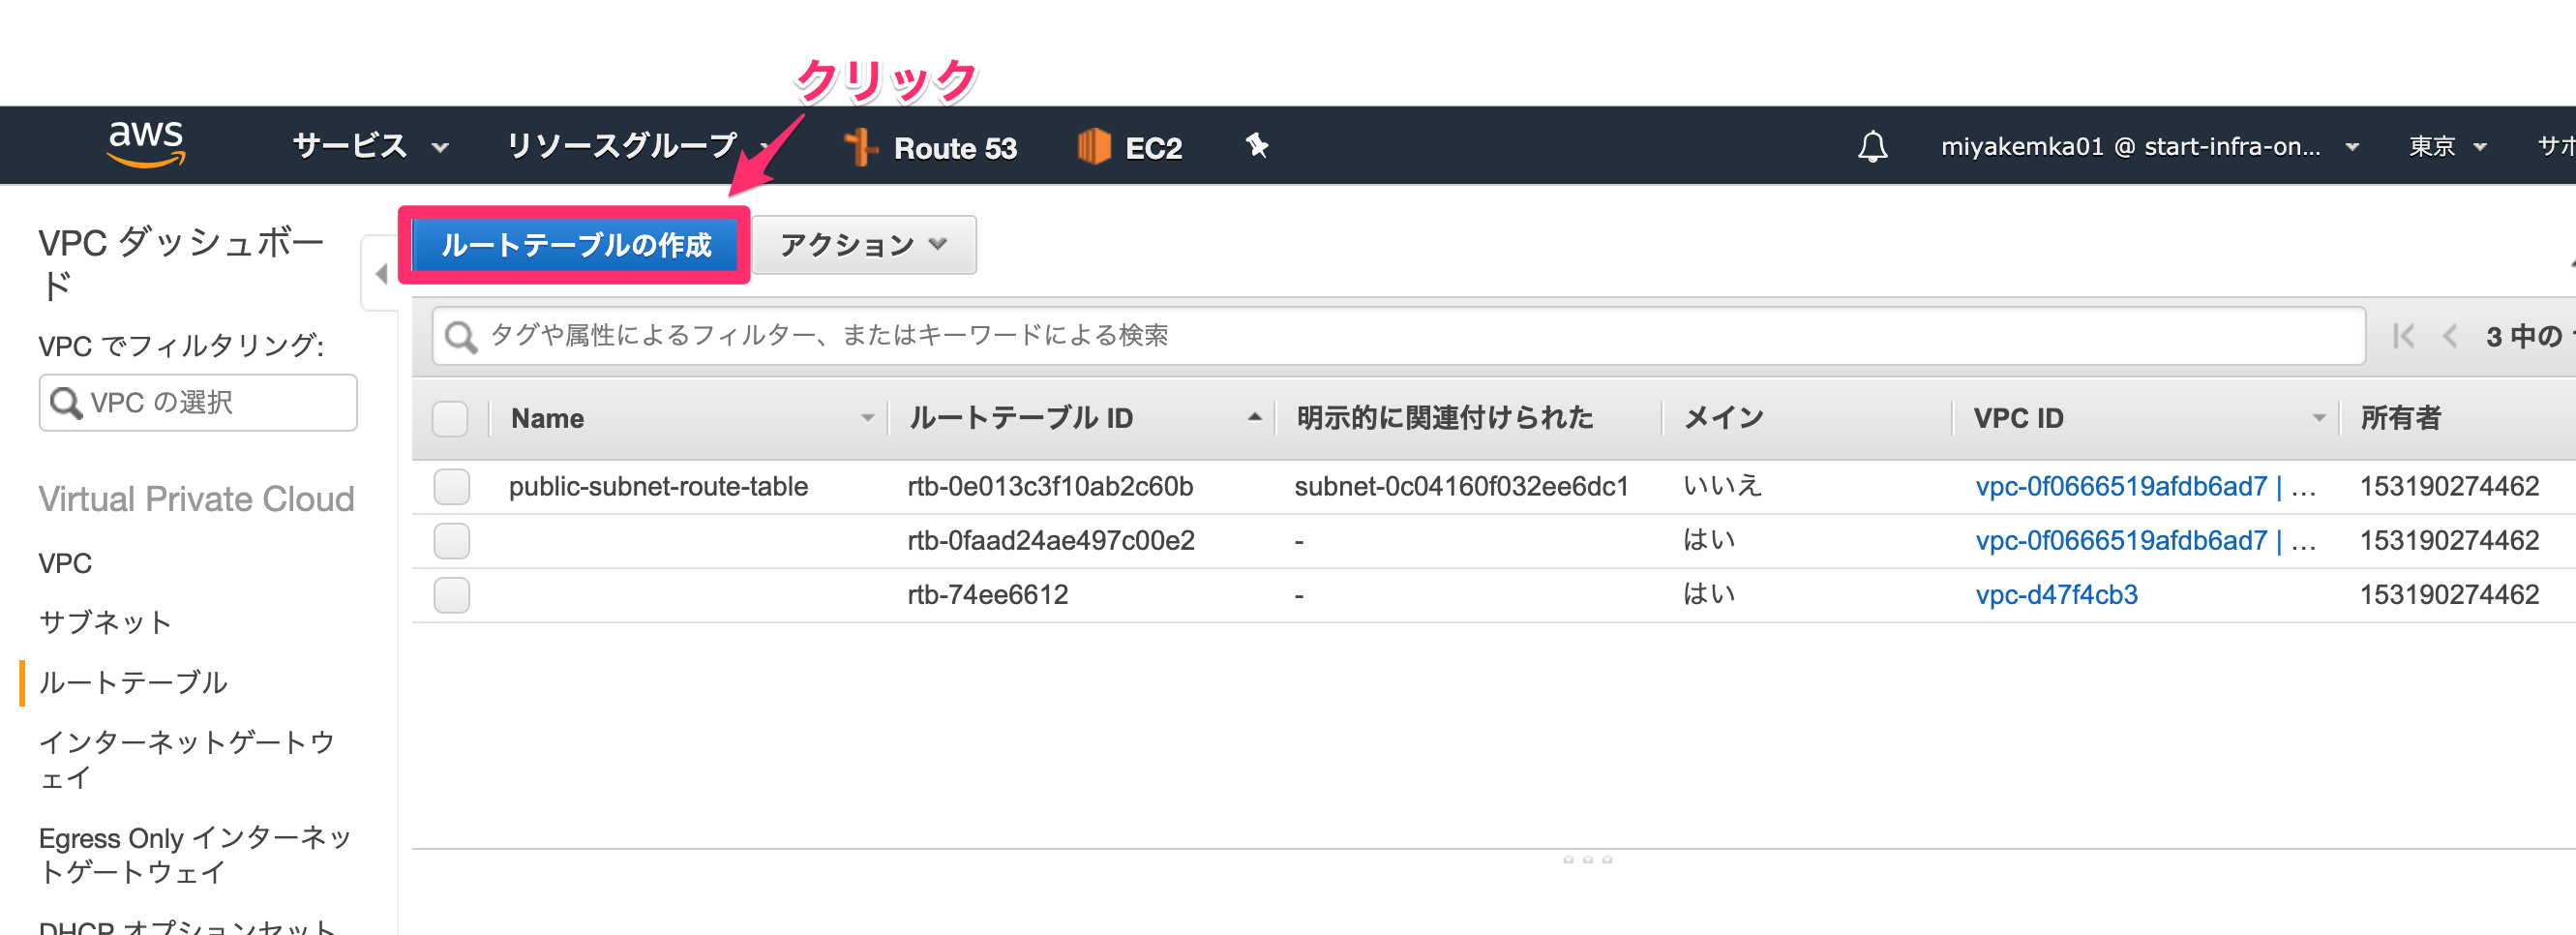 クリック
aws サービス リソースグループ Route 53 EC2 miyakemka01 @ start-infra-on... 東京
VPC ダッシュボー
ド
VPC でフィルタリング:
VPC の選択
Virtual Private Cloud
VPC
サブネット
ルートテーブル
インターネットゲートウ
ェイ
Egress Only インターネッ
トゲートウェイ
DHCP オプションセット
ルートテーブルの作成 アクション
タグや属性によるフィルター、またはキーワードによる検索 3 中の
Name ルートテーブル ID 明示的に関連付けられた メイン VPC ID 所有者
public-subnet-route-table rtb-0e013c3f10ab2c60b subnet-0c04160f032ee6dc1 いいえ vpc-0f0666519afdb6ad7 | ... 153190274462
rtb-0faad24ae497c00e2 - はい vpc-0f0666519afdb6ad7 | ... 153190274462
rtb-74ee6612 - はい vpc-d47f4cb3 153190274462